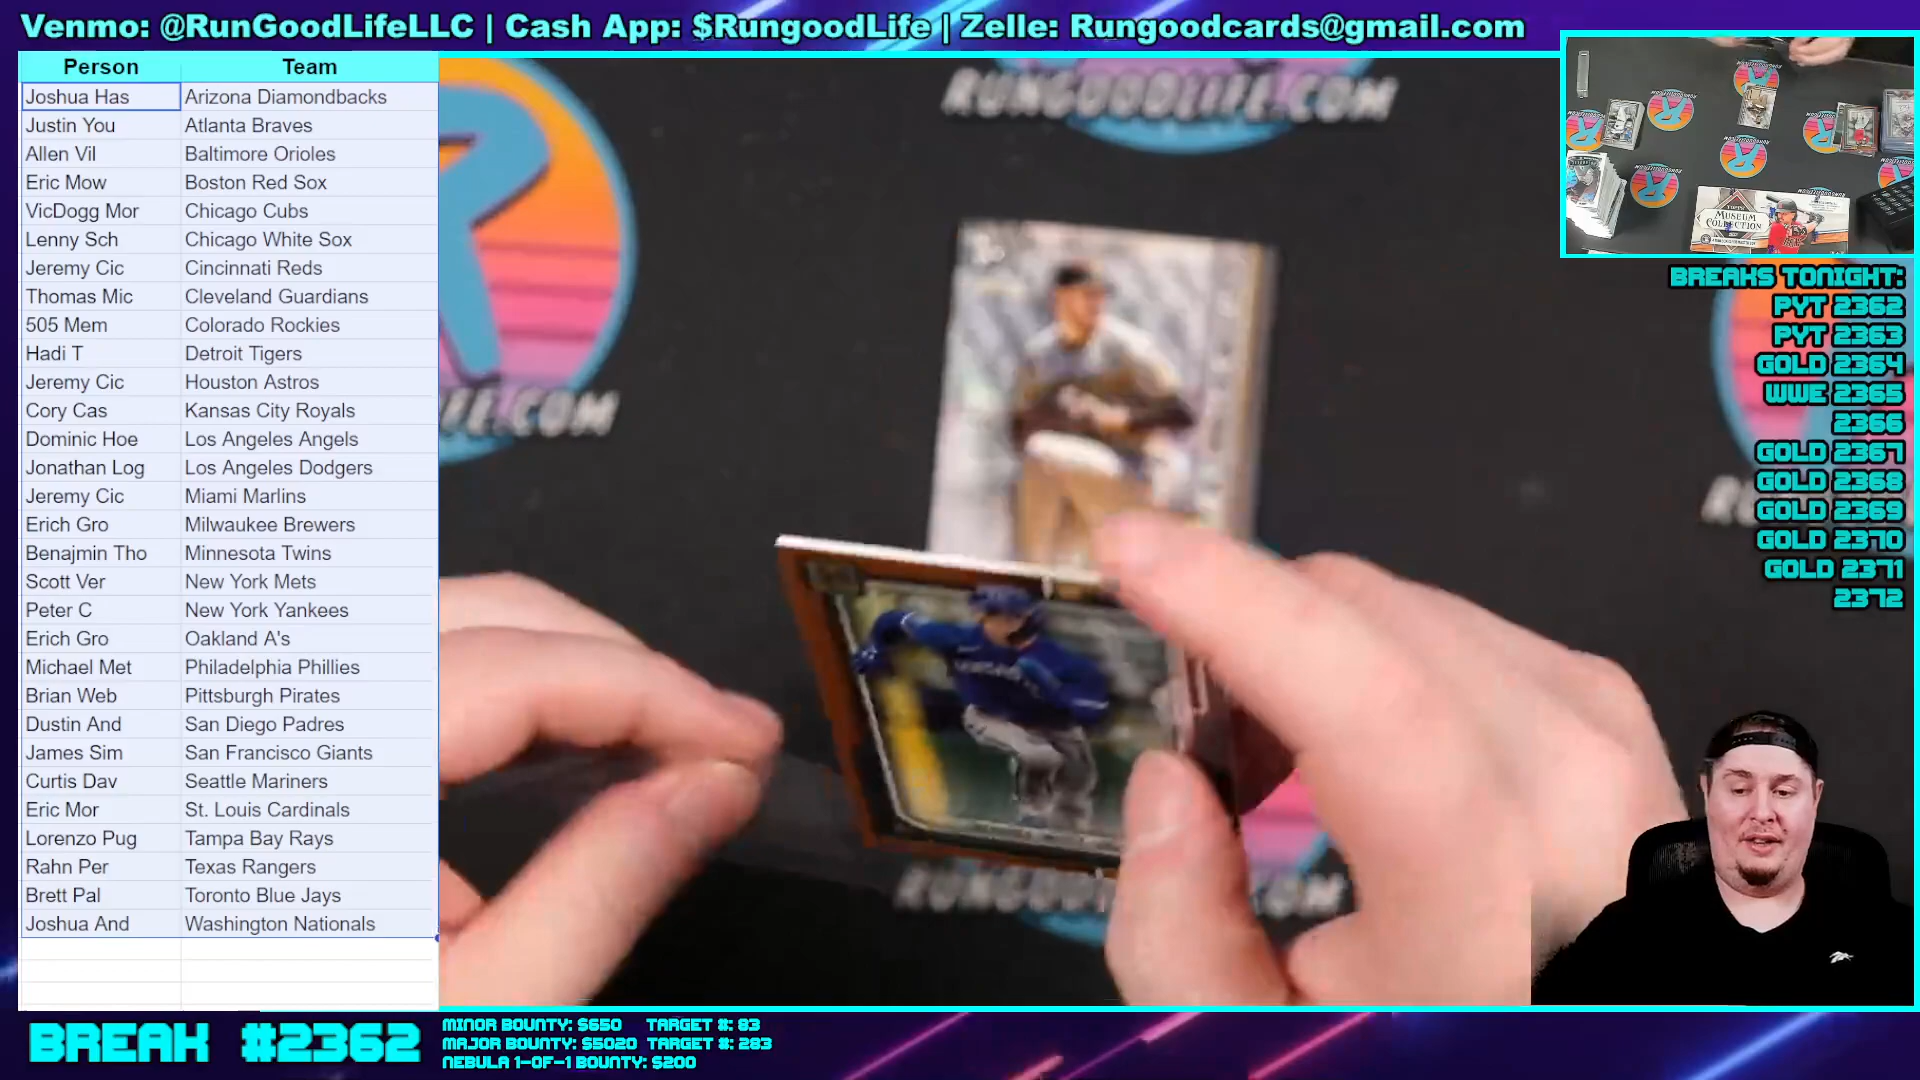 Venmo: @RunGoodLifeLLC | Cash App: $RungoodLife | Zelle: Rungoodcards@gmail.com
Person Team
Joshua Has Arizona Diamondbacks
Justin You Atlanta Braves
Allen Vil Baltimore Orioles
Eric Mow Boston Red Sox
VicDogg Mor Chicago Cubs
Lenny Sch Chicago White Sox
Jeremy Cic Cincinnati Reds
Thomas Mic Cleveland Guardians
505 Mem Colorado Rockies
Hadi T Detroit Tigers
Jeremy Cic Houston Astros
Cory Cas Kansas City Royals
Dominic Hoe Los Angeles Angels
Jonathan Log Los Angeles Dodgers
Jeremy Cic Miami Marlins
Erich Gro Milwaukee Brewers
Benajmin Tho Minnesota Twins
Scott Ver New York Mets
Peter C New York Yankees
Erich Gro Oakland A's
Michael Met Philadelphia Phillies
Brian Web Pittsburgh Pirates
Dustin And San Diego Padres
James Sim San Francisco Giants
Curtis Dav Seattle Mariners
Eric Mor St. Louis Cardinals
Lorenzo Pug Tampa Bay Rays
Rahn Per Texas Rangers
Brett Pal Toronto Blue Jays
Joshua And Washington Nationals
RUNGOODLIFE.COM
R
IFE.COM
MUSEUM
COLLECTION
BREAKS TONIGHT:
PYT 2362
PYT 2363
GOLD 2364
WWE 2365
2366
GOLD 2367
GOLD 2368
GOLD 2369
GOLD 2370
GOLD 2371
2372
BREAK #2362
MINOR BOUNTY: $650 TARGET #: 83
MAJOR BOUNTY: $5020 TARGET #: 283
NEBULA 1-OF-1 BOUNTY: $200